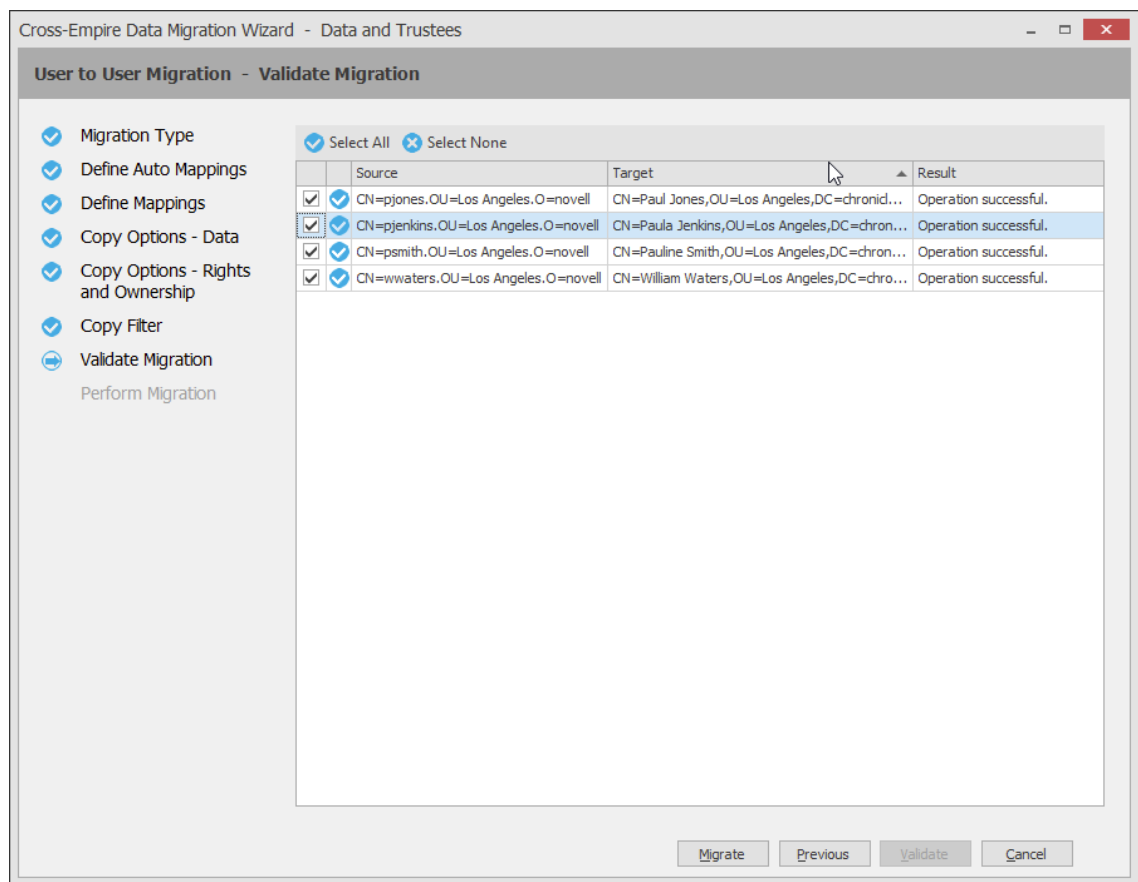 Cross-Empire Data Migration Wizard - Data and Trustees
User to User Migration - Validate Migration
Migration Type
Define Auto Mappings
Define Mappings
Copy Options - Data
Copy Options - Rights
and Ownership
Copy Filter
Validate Migration
Perform Migration
Select All Select None
Source Target Result
CN=pjones.OU=Los Angeles.O=novell CN=Paul Jones,OU=Los Angeles,DC=chronicl... Operation successful.
CN=pjenkins.OU=Los Angeles.O=novell CN=Paula Jenkins,OU=Los Angeles,DC=chron... Operation successful.
CN=psmith.OU=Los Angeles.O=novell CN=Pauline Smith,OU=Los Angeles,DC=chron... Operation successful.
CN=wwaters.OU=Los Angeles.O=novell CN=William Waters,OU=Los Angeles,DC=chro... Operation successful.
Migrate Previous Validate Cancel